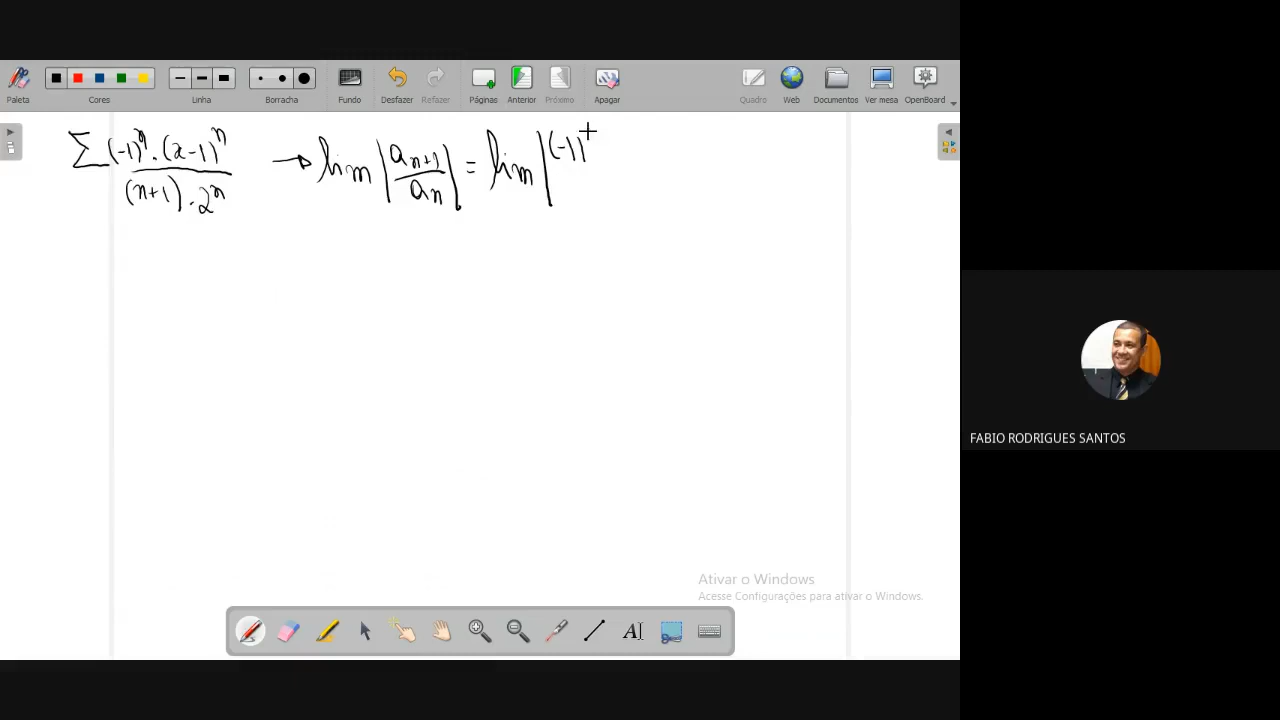 Paleta Cores Linha Borracha Fundo Desfazer Refazer Páginas Anterior Próximo Apagar Quadro Web Documentos Ver mesa OpenBoard
∑ (-1)^n · (x-1)^n / (n+1) · 2^n → lim |a_{n+1} / a_n| = lim |(-1)^+
FABIO RODRIGUES SANTOS
Ativar o Windows
Acesse Configurações para ativar o Windows.
A